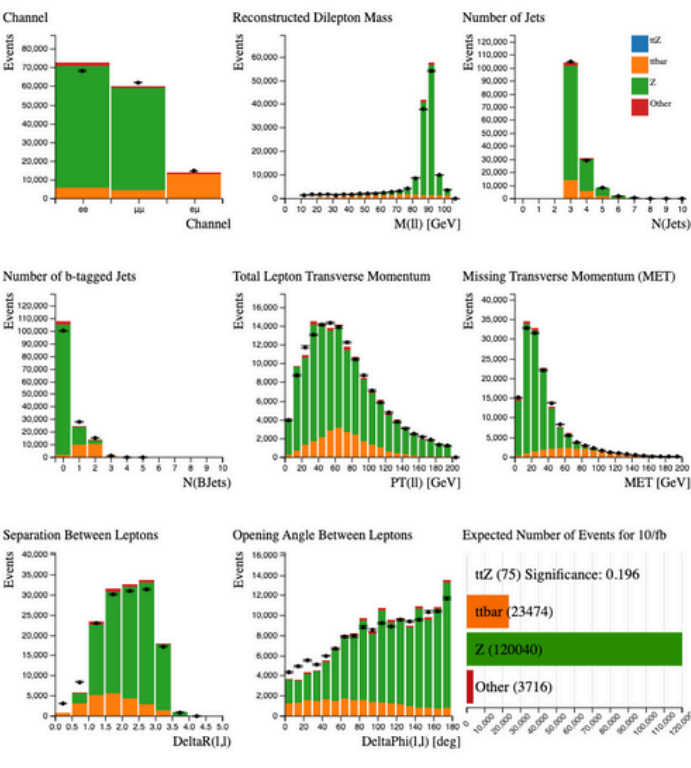 Channel
Events
80,000
70,000
60,000
50,000
40,000
30,000
20,000
10,000
0
ee
μμ
eμ
Channel
Reconstructed Dilepton Mass
Events
60,000
50,000
40,000
30,000
20,000
10,000
0
0 10 20 30 40 50 60 70 80 90 100
M(ll) [GeV]
Number of Jets
Events
120,000
110,000
100,000
90,000
80,000
70,000
60,000
50,000
40,000
30,000
20,000
10,000
0
0 1 2 3 4 5 6 7 8 9 10
N(Jets)
ttZ
ttbar
Z
Other
Number of b-tagged Jets
Events
120,000
110,000
100,000
90,000
80,000
70,000
60,000
50,000
40,000
30,000
20,000
10,000
0
0 1 2 3 4 5 6 7 8 9 10
N(BJets)
Total Lepton Transverse Momentum
Events
16,000
14,000
12,000
10,000
8,000
6,000
4,000
2,000
0
0 20 40 60 80 100 120 140 160 180 200
PT(ll) [GeV]
Missing Transverse Momentum (MET)
Events
40,000
35,000
30,000
25,000
20,000
15,000
10,000
5,000
0
0 20 40 60 80 100 120 140 160 180 200
MET [GeV]
Separation Between Leptons
Events
40,000
35,000
30,000
25,000
20,000
15,000
10,000
5,000
0
0.0 0.5 1.0 1.5 2.0 2.5 3.0 3.5 4.0 4.5 5.0
DeltaR(l,l)
Opening Angle Between Leptons
Events
16,000
14,000
12,000
10,000
8,000
6,000
4,000
2,000
0
0 20 40 60 80 100 120 140 160 180
DeltaPhi(l,l) [deg]
Expected Number of Events for 10/fb
ttZ (75) Significance: 0.196
ttbar (23474)
Z (120040)
Other (3716)
0 10,000 20,000 30,000 40,000 50,000 60,000 70,000 80,000 90,000 100,000 110,000 120,000